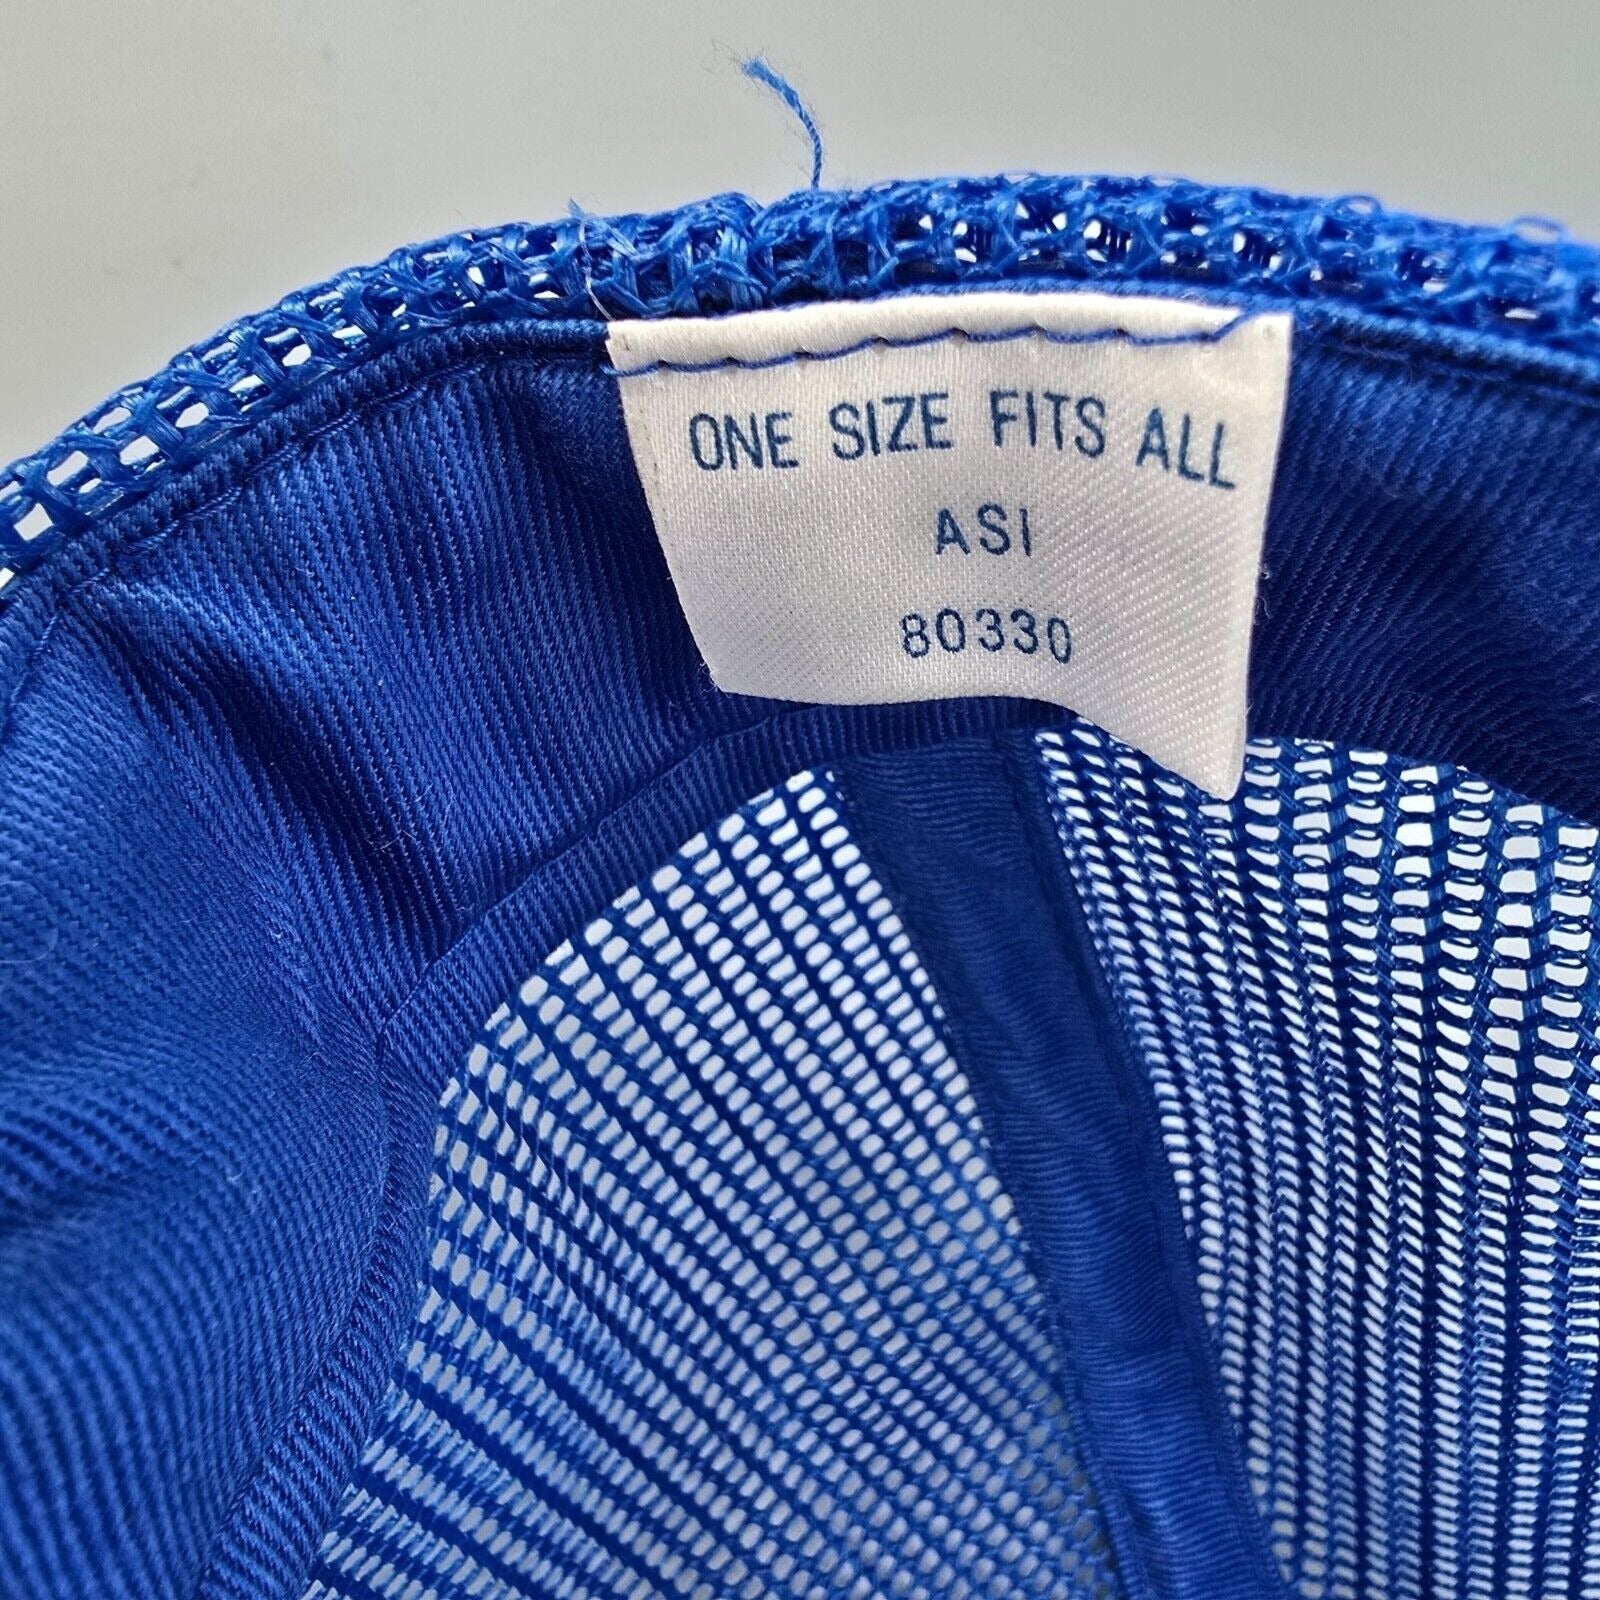 ONE SIZE FITS ALL
ASI
80330